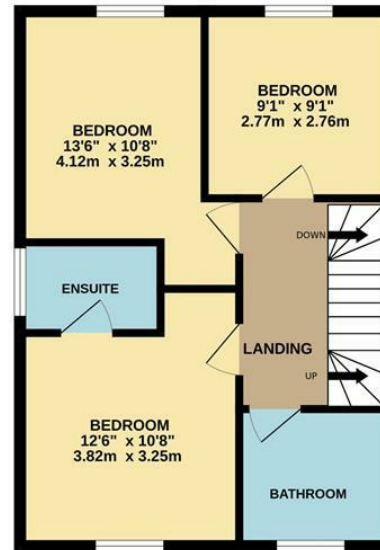 BEDROOM
13'6" x 10'8"
4.12m x 3.25m
BEDROOM
9'1" x 9'1"
2.77m x 2.76m
DOWN
ENSUITE
LANDING
UP
BEDROOM
12'6" x 10'8"
3.82m x 3.25m
BATHROOM